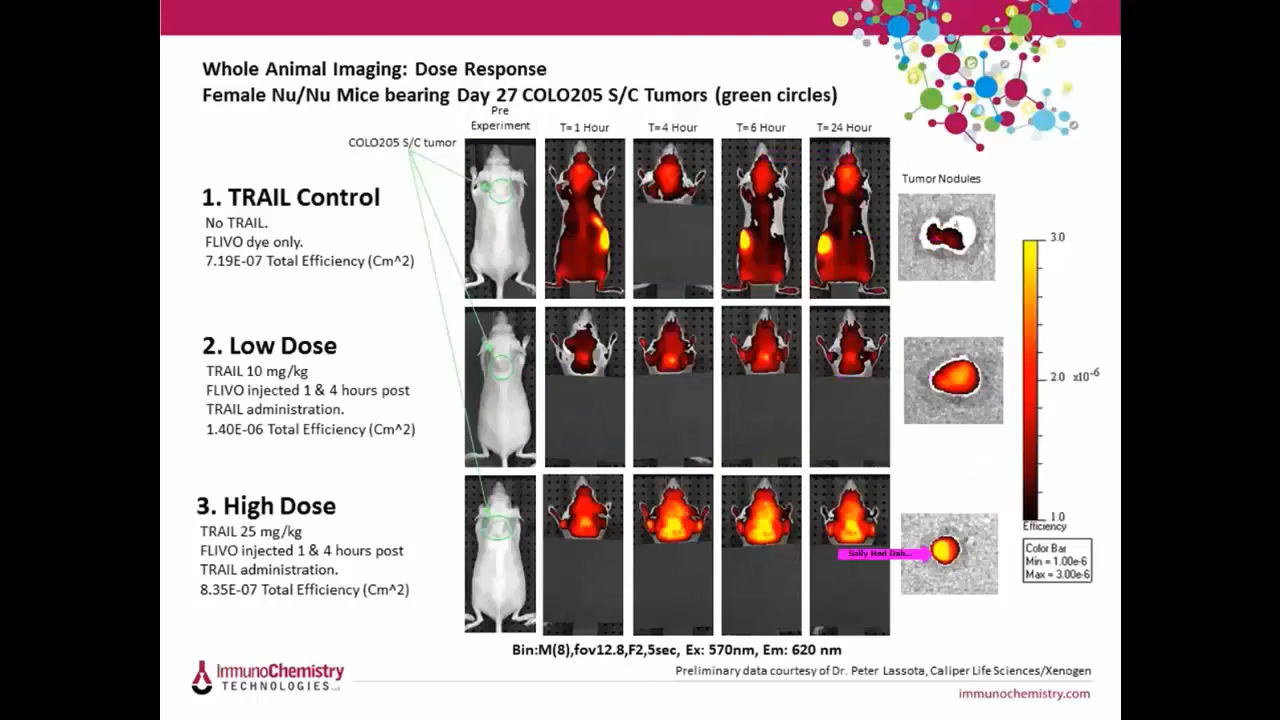 Whole Animal Imaging: Dose Response
Female Nu/Nu Mice bearing Day 27 COLO205 S/C Tumors (green circles)
Pre
Experiment
T= 1 Hour
T= 4 Hour
T= 6 Hour
T= 24 Hour
COLO205 S/C tumor
Tumor Nodules
1. TRAIL Control
No TRAIL.
FLIVO dye only.
7.19E-07 Total Efficiency (Cm^2)
2. Low Dose
TRAIL 10 mg/kg
FLIVO injected 1 & 4 hours post
TRAIL administration.
1.40E-06 Total Efficiency (Cm^2)
3. High Dose
TRAIL 25 mg/kg
FLIVO injected 1 & 4 hours post
TRAIL administration.
8.35E-07 Total Efficiency (Cm^2)
3.0
2.0 x10-6
1.0
Efficiency
Color Bar
Min = 1.00e-6
Max = 3.00e-6
Sally Hed Dah...
Bin:M(8),fov12.8,F2,5sec, Ex: 570nm, Em: 620 nm
Preliminary data courtesy of Dr. Peter Lassota, Caliper Life Sciences/Xenogen
ImmunoChemistry
TECHNOLOGIES LLC
immunochemistry.com